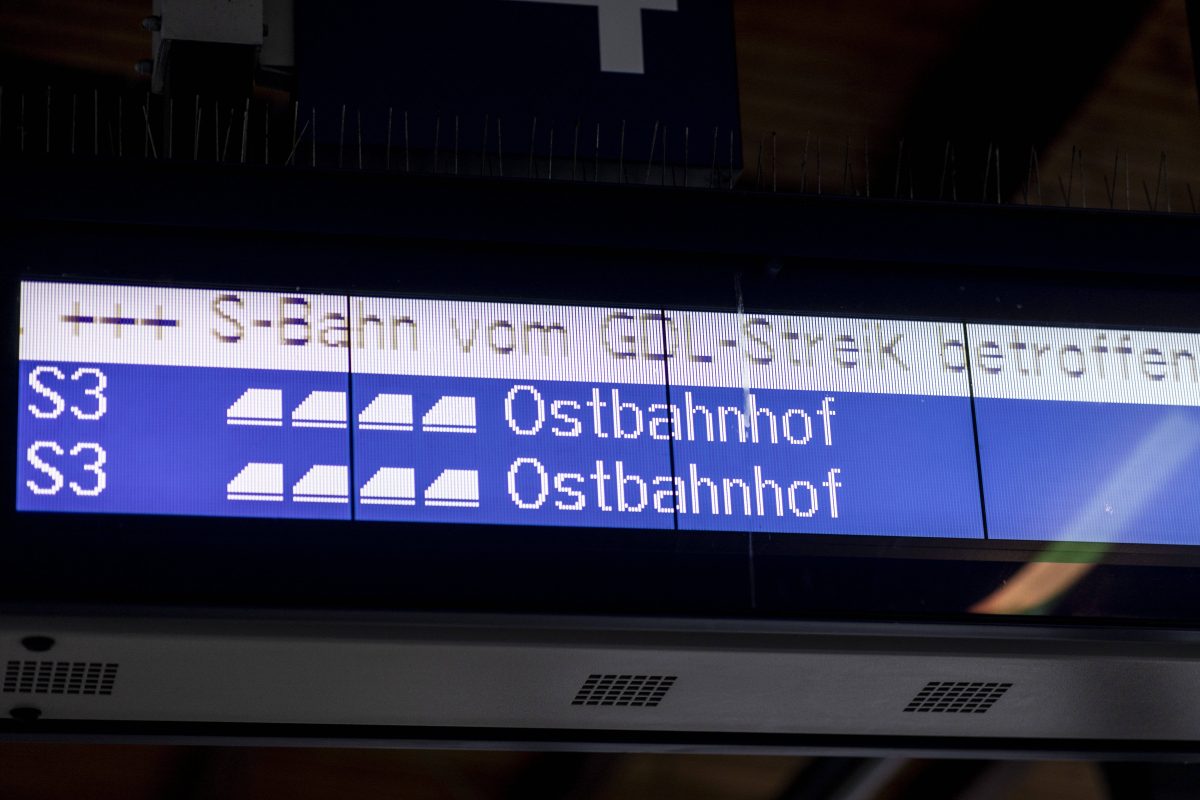 +++ S-Bahn vom GDL-Streik betroffen
S3 Ostbahnhof
S3 Ostbahnhof